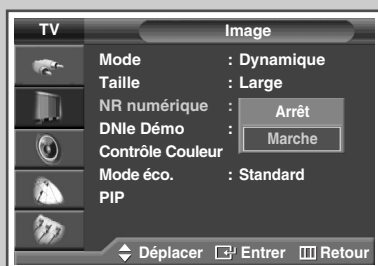 TV
Image
Mode : Dynamique
Taille : Large
NR numérique :
Arrêt
DNIe Démo :
Marche
Contrôle Couleur
Mode éco. : Standard
PIP
Déplacer Entrer Retour